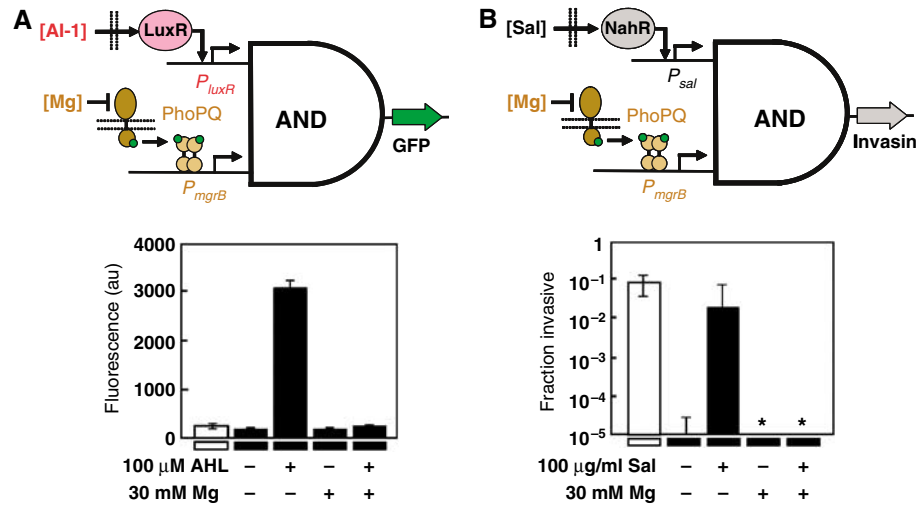 A
[AI-1]
LuxR
P_luxR
[Mg]
PhoPQ
P_mgrB
AND
GFP
Fluorescence (au)
4000
3000
2000
1000
0
100 μM AHL – + – +
30 mM Mg – – + +
B
[Sal]
NahR
P_sal
[Mg]
PhoPQ
P_mgrB
AND
Invasin
Fraction invasive
1
10⁻¹
10⁻²
10⁻³
10⁻⁴
10⁻⁵
* *
100 μg/ml Sal – + – +
30 mM Mg – – + +